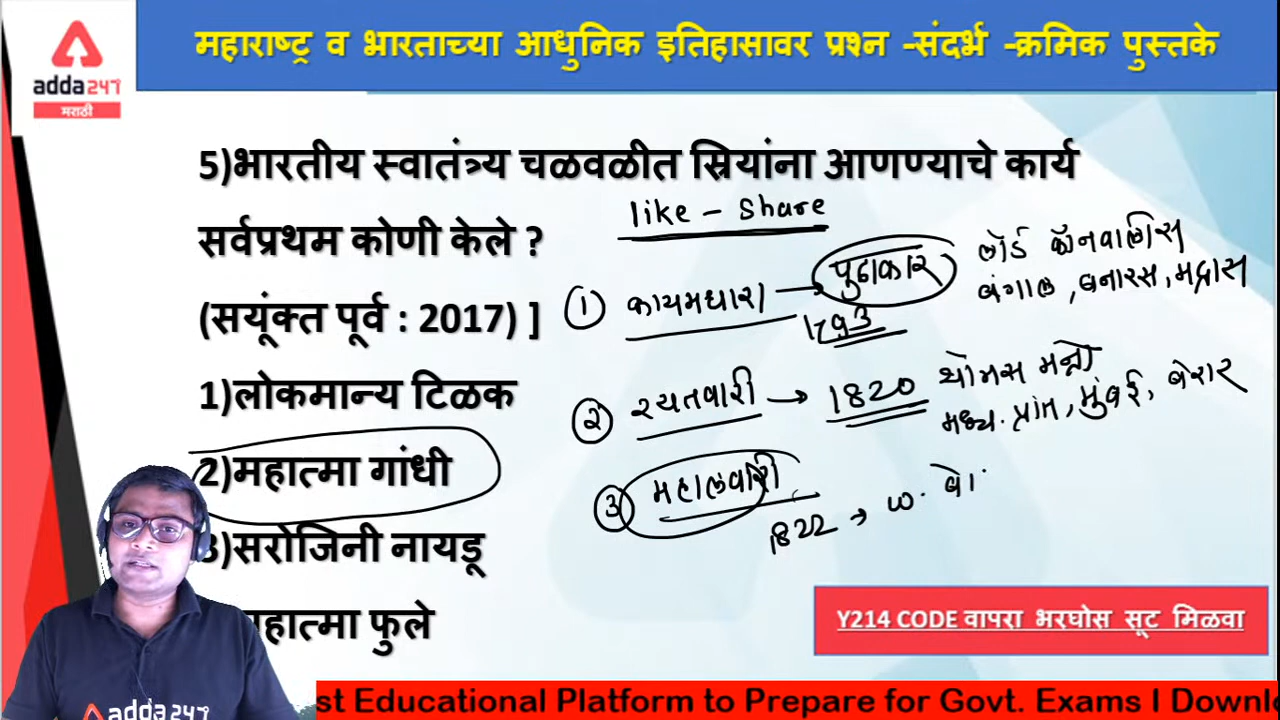 महाराष्ट्र व भारताच्या आधुनिक इतिहासावर प्रश्न -संदर्भ -क्रमिक पुस्तके
adda247
मराठी
5)भारतीय स्वातंत्र्य चळवळीत स्रियांना आणण्याचे कार्य
सर्वप्रथम कोणी केले ?
(सयूंक्त पूर्व : 2017) ]
1)लोकमान्य टिळक
2)महात्मा गांधी
3)सरोजिनी नायडू
महात्मा फुले
like - Share
① कायमधारा → पुढाकार
1793
लॉर्ड कॉनवालिस
बंगाल, बनारस, मद्रास
② रयतवारी → 1820
थॉमस मन्रो
मध्य. प्रांत, मुंबई, बेरार
③ महालवारी
1822 →
Y214 CODE वापरा भरघोस सूट मिळवा
adda247
st Educational Platform to Prepare for Govt. Exams I Downl